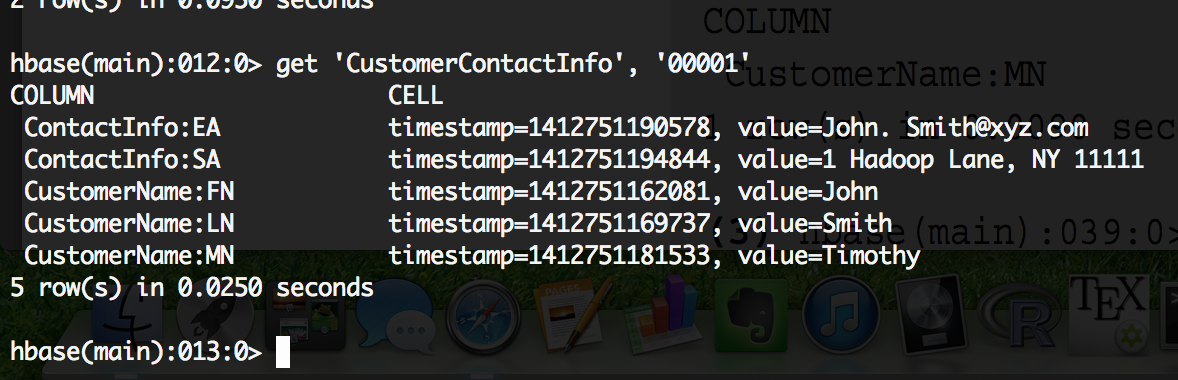 2 row(s) in 0.0930 seconds
COLUMN
hbase(main):012:0> get 'CustomerContactInfo', '00001'
CustomerName:MN
COLUMN CELL
ContactInfo:EA timestamp=1412751190578, value=John. Smith@xyz.com
ContactInfo:SA timestamp=1412751194844, value=1 Hadoop Lane, NY 11111
CustomerName:FN timestamp=1412751162081, value=John
CustomerName:LN timestamp=1412751169737, value=Smith
hbase(main):039:0>
CustomerName:MN timestamp=1412751181533, value=Timothy
5 row(s) in 0.0250 seconds
PAGES
TEX
hbase(main):013:0>